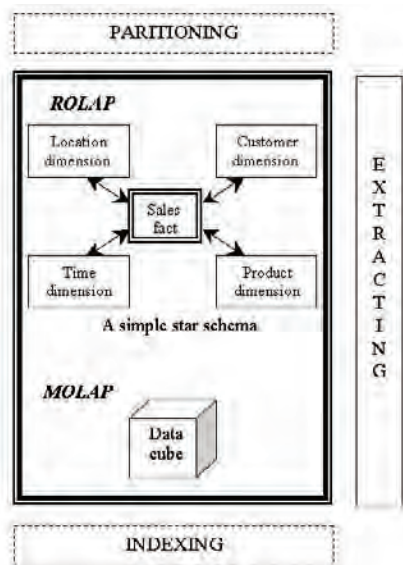 PARITIONING
ROLAP
Location
dimension
Customer
dimension
Sales
fact
Time
dimension
Product
dimension
A simple star schema
MOLAP
Data
cube
EXTRACTING
INDEXING